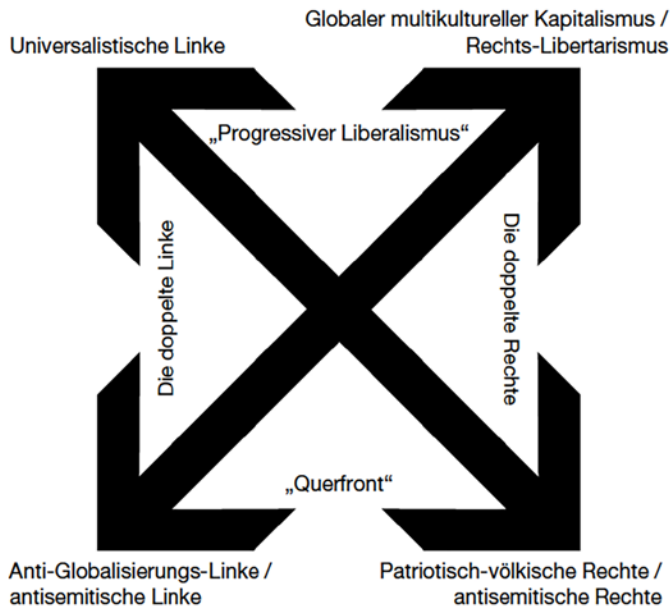 Universalistische Linke
Globaler multikultureller Kapitalismus /
Rechts-Libertarismus
„Progressiver Liberalismus“
Die doppelte Linke
Die doppelte Rechte
„Querfront“
Anti-Globalisierungs-Linke /
antisemitische Linke
Patriotisch-völkische Rechte /
antisemitische Rechte